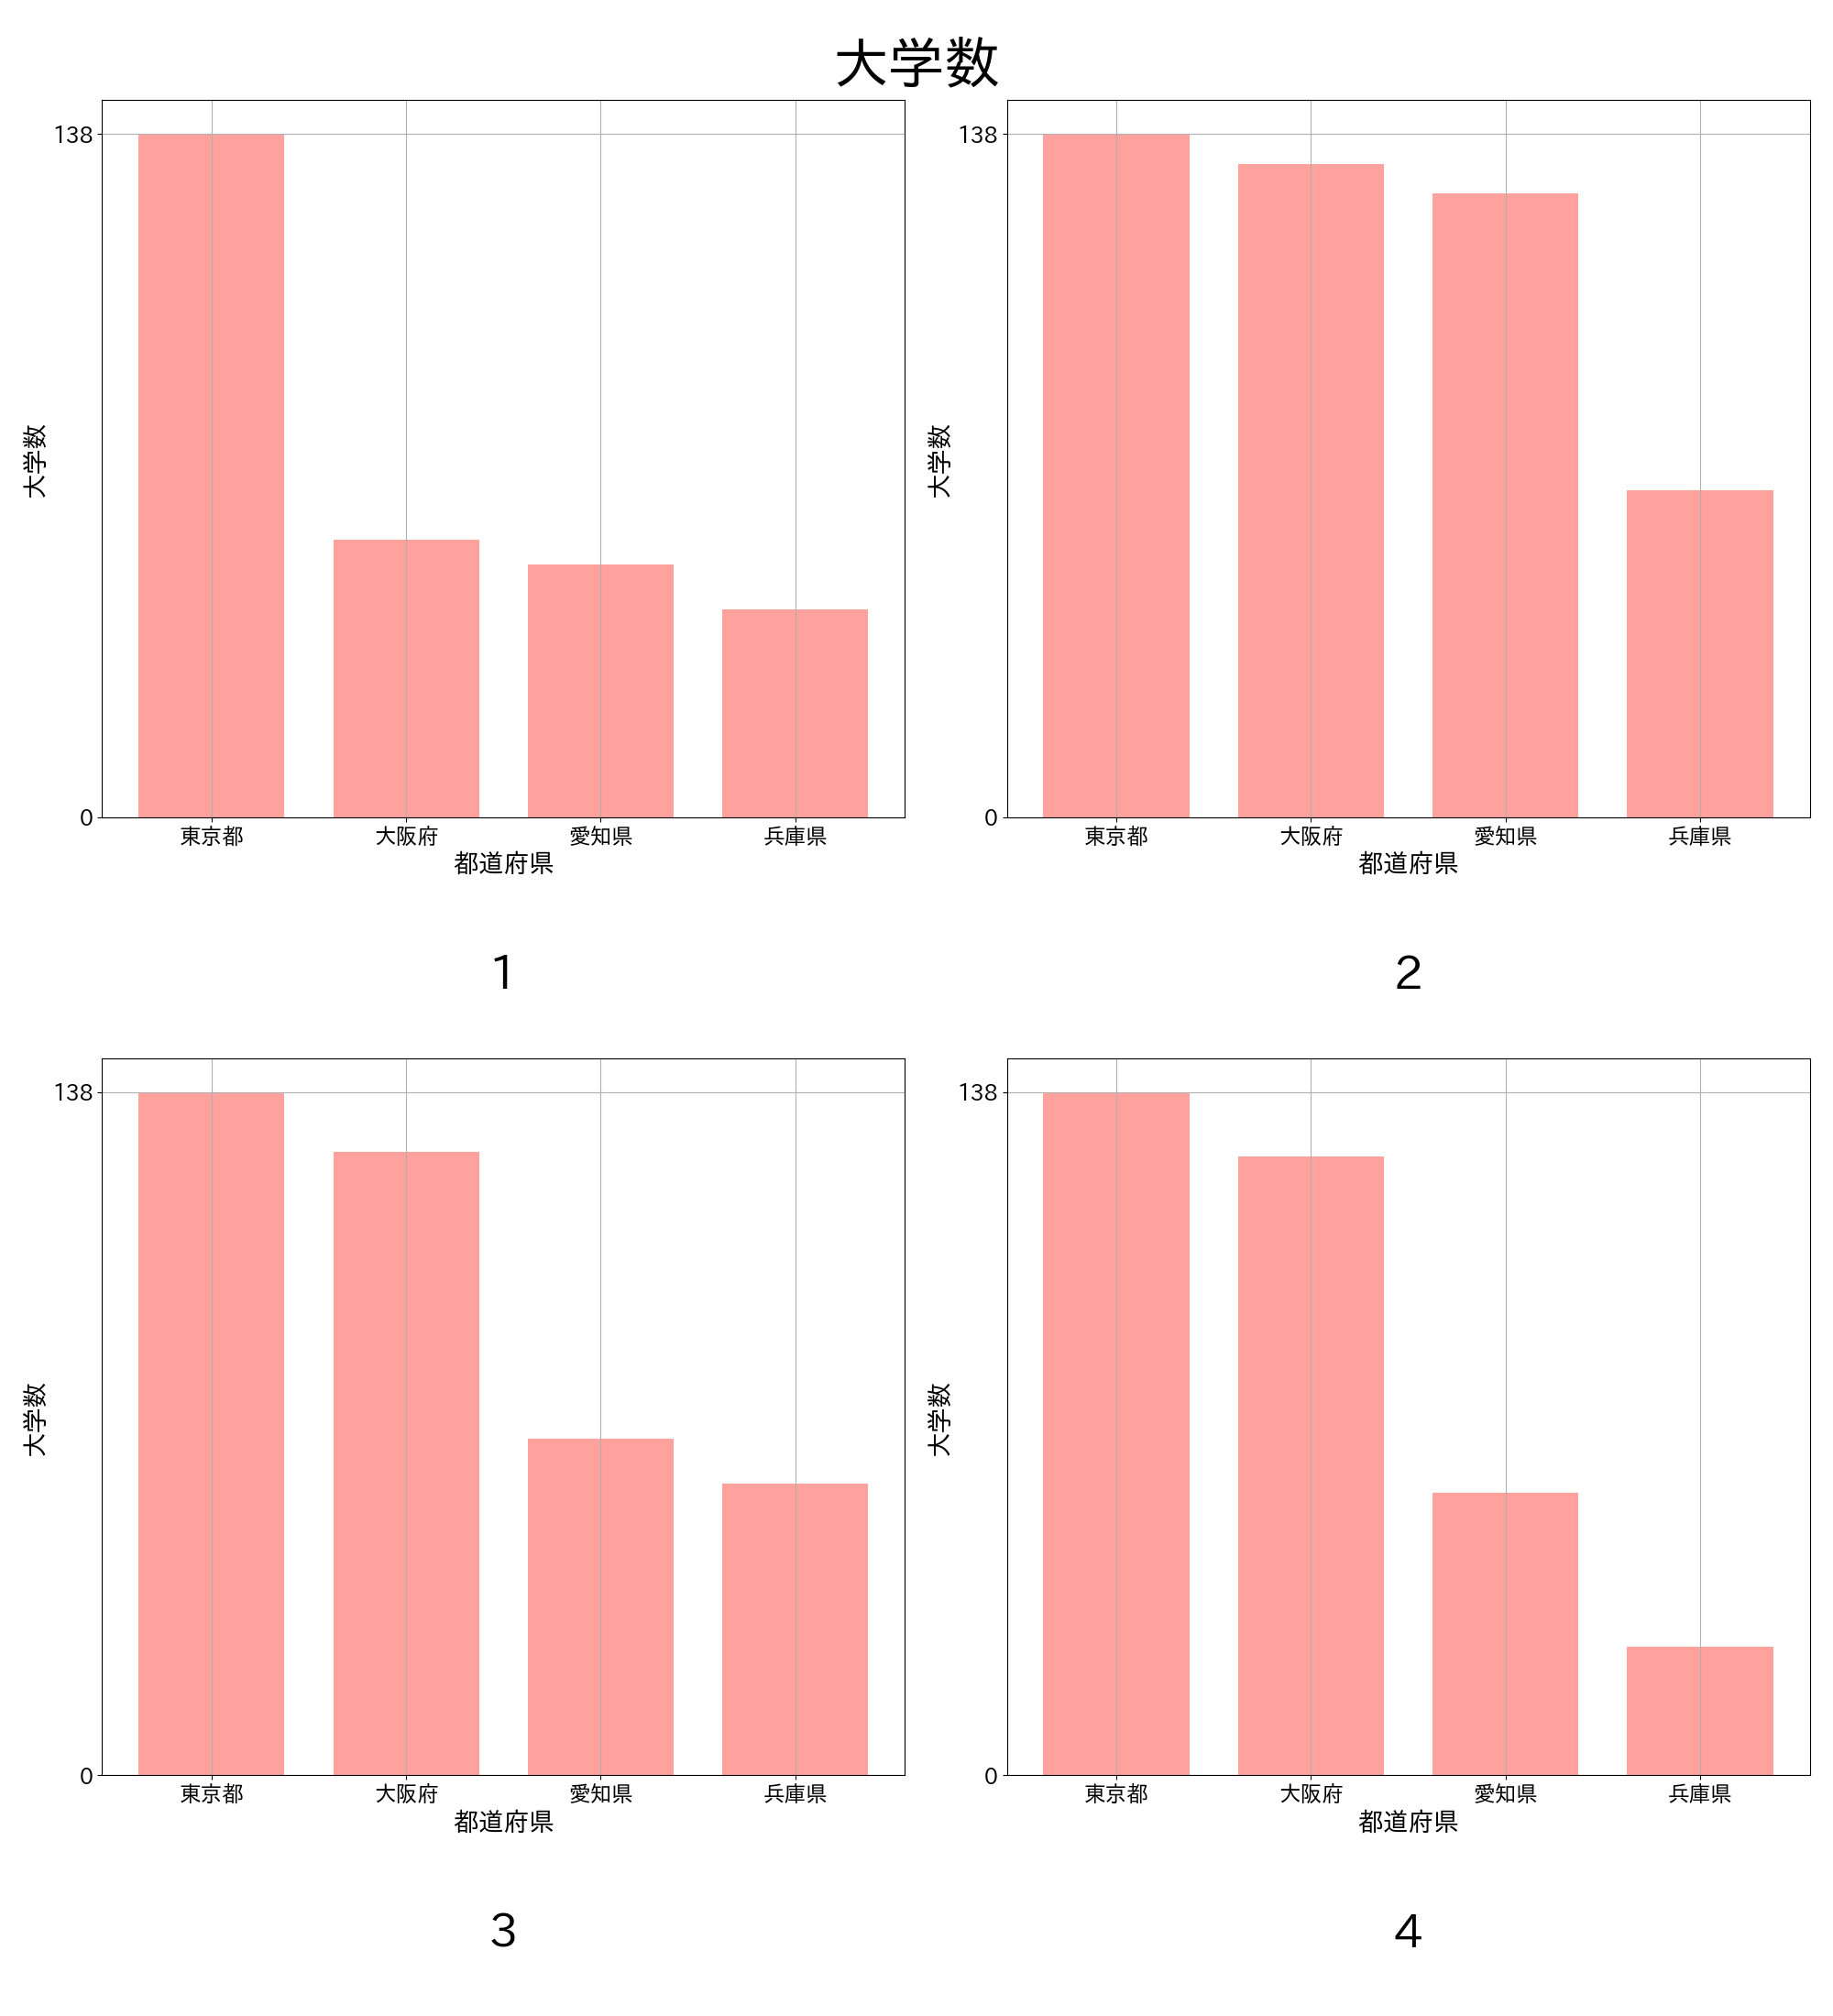 大学数
138
0
大学数
東京都 大阪府 愛知県 兵庫県
都道府県
1
138
0
大学数
東京都 大阪府 愛知県 兵庫県
都道府県
2
138
0
大学数
東京都 大阪府 愛知県 兵庫県
都道府県
3
138
0
大学数
東京都 大阪府 愛知県 兵庫県
都道府県
4